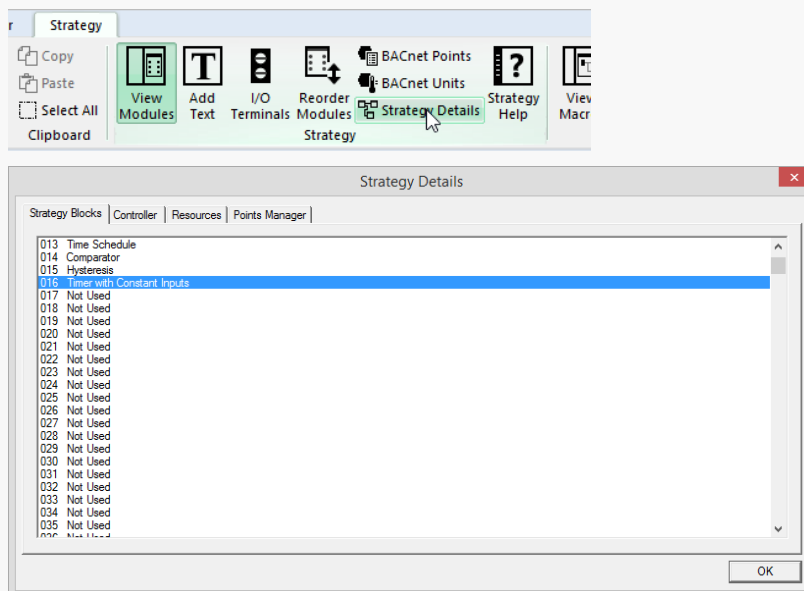 r Strategy
Copy
Paste
Select All
Clipboard
View Modules
Add Text
I/O Terminals
Reorder Modules
BACnet Points
BACnet Units
Strategy Details
Strategy Help
Strategy
View
Macr
Strategy Details
Strategy Blocks Controller Resources Points Manager
013 Time Schedule
014 Comparator
015 Hysteresis
016 Timer with Constant Inputs
017 Not Used
018 Not Used
019 Not Used
020 Not Used
021 Not Used
022 Not Used
023 Not Used
024 Not Used
025 Not Used
026 Not Used
027 Not Used
028 Not Used
029 Not Used
030 Not Used
031 Not Used
032 Not Used
033 Not Used
034 Not Used
035 Not Used
036 Not Used
OK